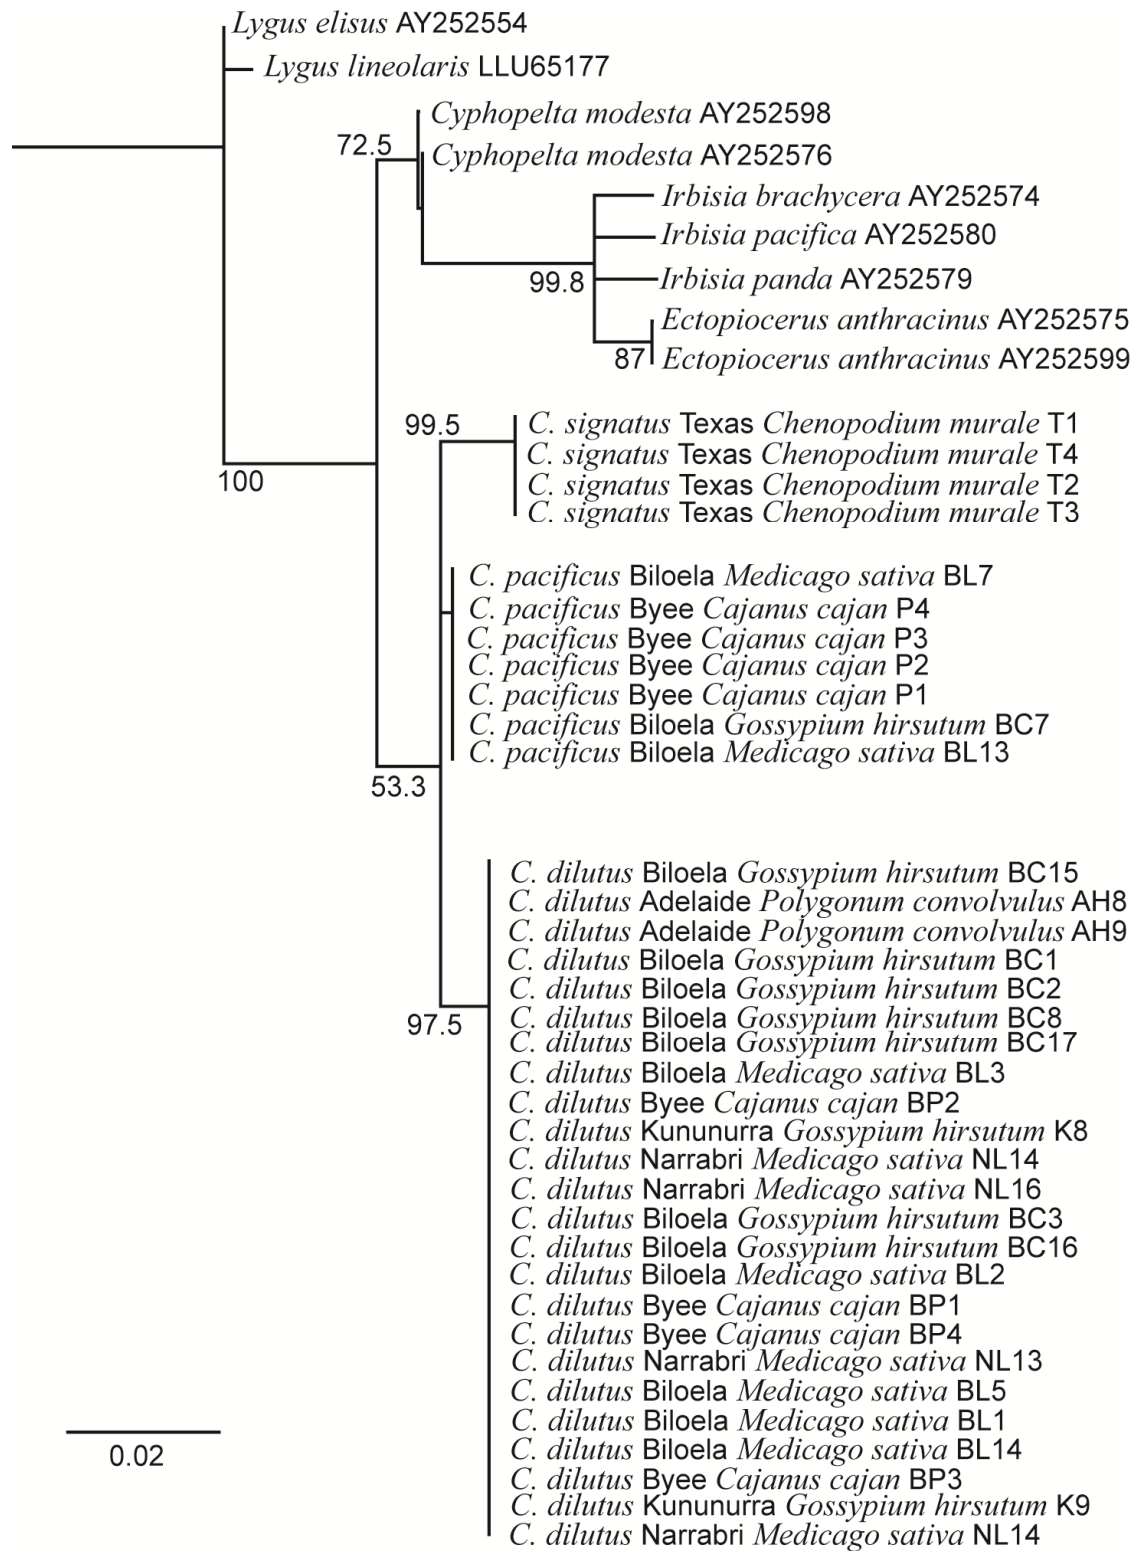 Lygus elisus AY252554
Lygus lineolaris LLU65177
Cyphopelta modesta AY252598
72.5
Cyphopelta modesta AY252576
Irbisia brachycera AY252574
Irbisia pacifica AY252580
Irbisia panda AY252579
99.8
Ectopiocerus anthracinus AY252575
Ectopiocerus anthracinus AY252599
87
99.5
C. signatus Texas Chenopodium murale T1
C. signatus Texas Chenopodium murale T4
C. signatus Texas Chenopodium murale T2
C. signatus Texas Chenopodium murale T3
100
C. pacificus Biloela Medicago sativa BL7
C. pacificus Byee Cajanus cajan P4
C. pacificus Byee Cajanus cajan P3
C. pacificus Byee Cajanus cajan P2
C. pacificus Byee Cajanus cajan P1
C. pacificus Biloela Gossypium hirsutum BC7
C. pacificus Biloela Medicago sativa BL13
53.3
C. dilutus Biloela Gossypium hirsutum BC15
C. dilutus Adelaide Polygonum convolvulus AH8
C. dilutus Adelaide Polygonum convolvulus AH9
C. dilutus Biloela Gossypium hirsutum BC1
C. dilutus Biloela Gossypium hirsutum BC2
C. dilutus Biloela Gossypium hirsutum BC8
97.5
C. dilutus Biloela Gossypium hirsutum BC17
C. dilutus Biloela Medicago sativa BL3
C. dilutus Byee Cajanus cajan BP2
C. dilutus Kununurra Gossypium hirsutum K8
C. dilutus Narrabri Medicago sativa NL14
C. dilutus Narrabri Medicago sativa NL16
C. dilutus Biloela Gossypium hirsutum BC3
C. dilutus Biloela Gossypium hirsutum BC16
C. dilutus Biloela Medicago sativa BL2
C. dilutus Byee Cajanus cajan BP1
C. dilutus Byee Cajanus cajan BP4
C. dilutus Narrabri Medicago sativa NL13
C. dilutus Biloela Medicago sativa BL5
C. dilutus Biloela Medicago sativa BL1
C. dilutus Biloela Medicago sativa BL14
C. dilutus Byee Cajanus cajan BP3
C. dilutus Kununurra Gossypium hirsutum K9
C. dilutus Narrabri Medicago sativa NL14
0.02